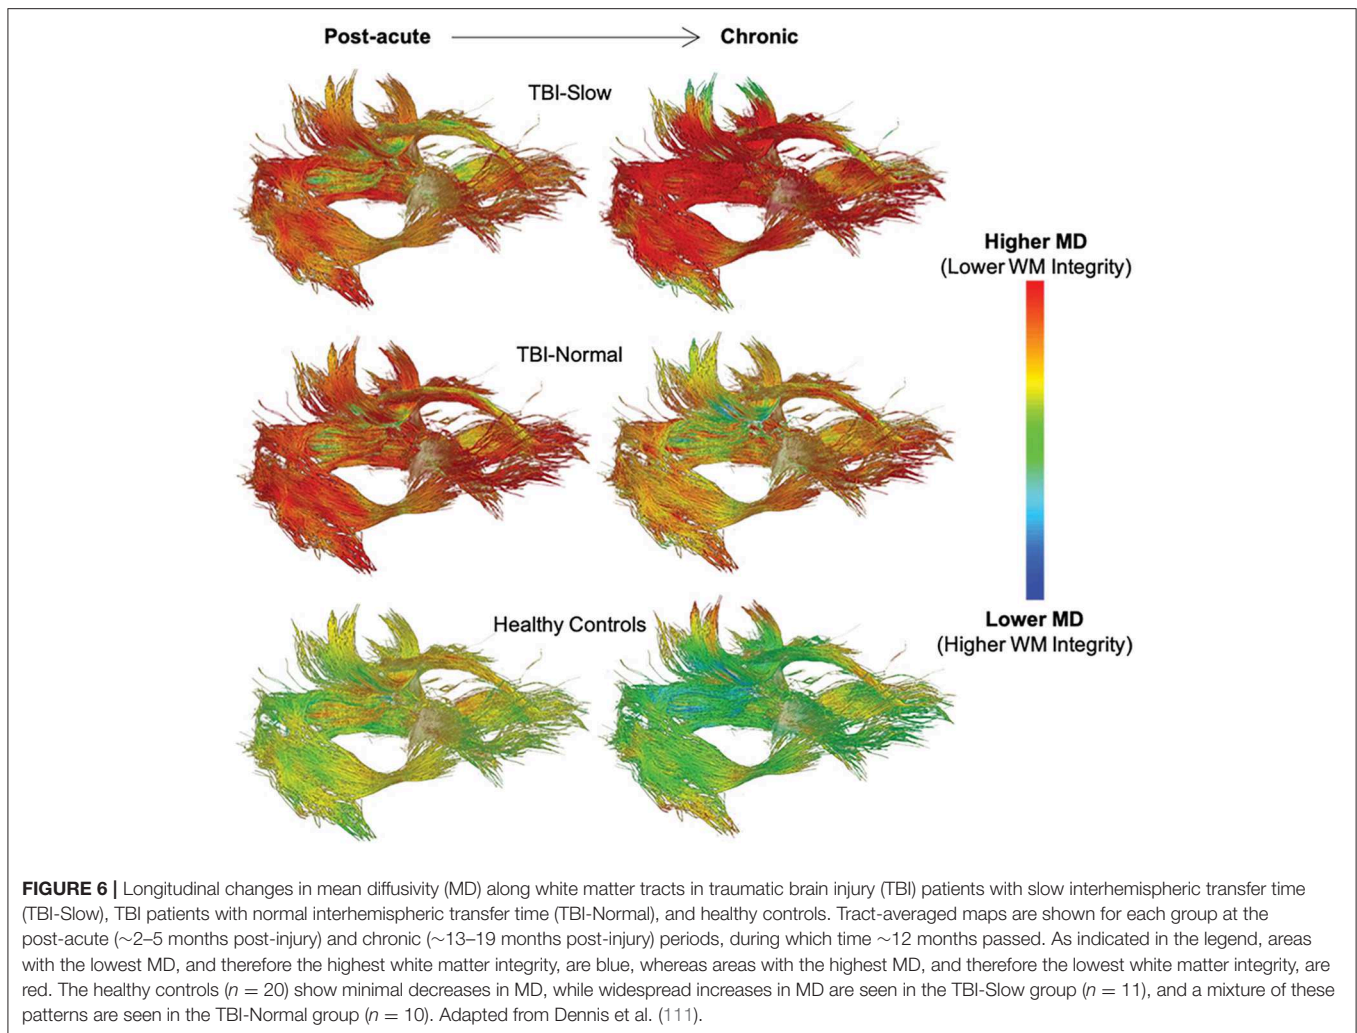 Post-acute
Chronic
TBI-Slow
Higher MD
(Lower WM Integrity)
TBI-Normal
Healthy Controls
Lower MD
(Higher WM Integrity)
FIGURE 6 | Longitudinal changes in mean diffusivity (MD) along white matter tracts in traumatic brain injury (TBI) patients with slow interhemispheric transfer time
(TBI-Slow), TBI patients with normal interhemispheric transfer time (TBI-Normal), and healthy controls. Tract-averaged maps are shown for each group at the
post-acute (~2–5 months post-injury) and chronic (~13–19 months post-injury) periods, during which time ~12 months passed. As indicated in the legend, areas
with the lowest MD, and therefore the highest white matter integrity, are blue, whereas areas with the highest MD, and therefore the lowest white matter integrity, are
red. The healthy controls (n = 20) show minimal decreases in MD, while widespread increases in MD are seen in the TBI-Slow group (n = 11), and a mixture of these
patterns are seen in the TBI-Normal group (n = 10). Adapted from Dennis et al. (111).